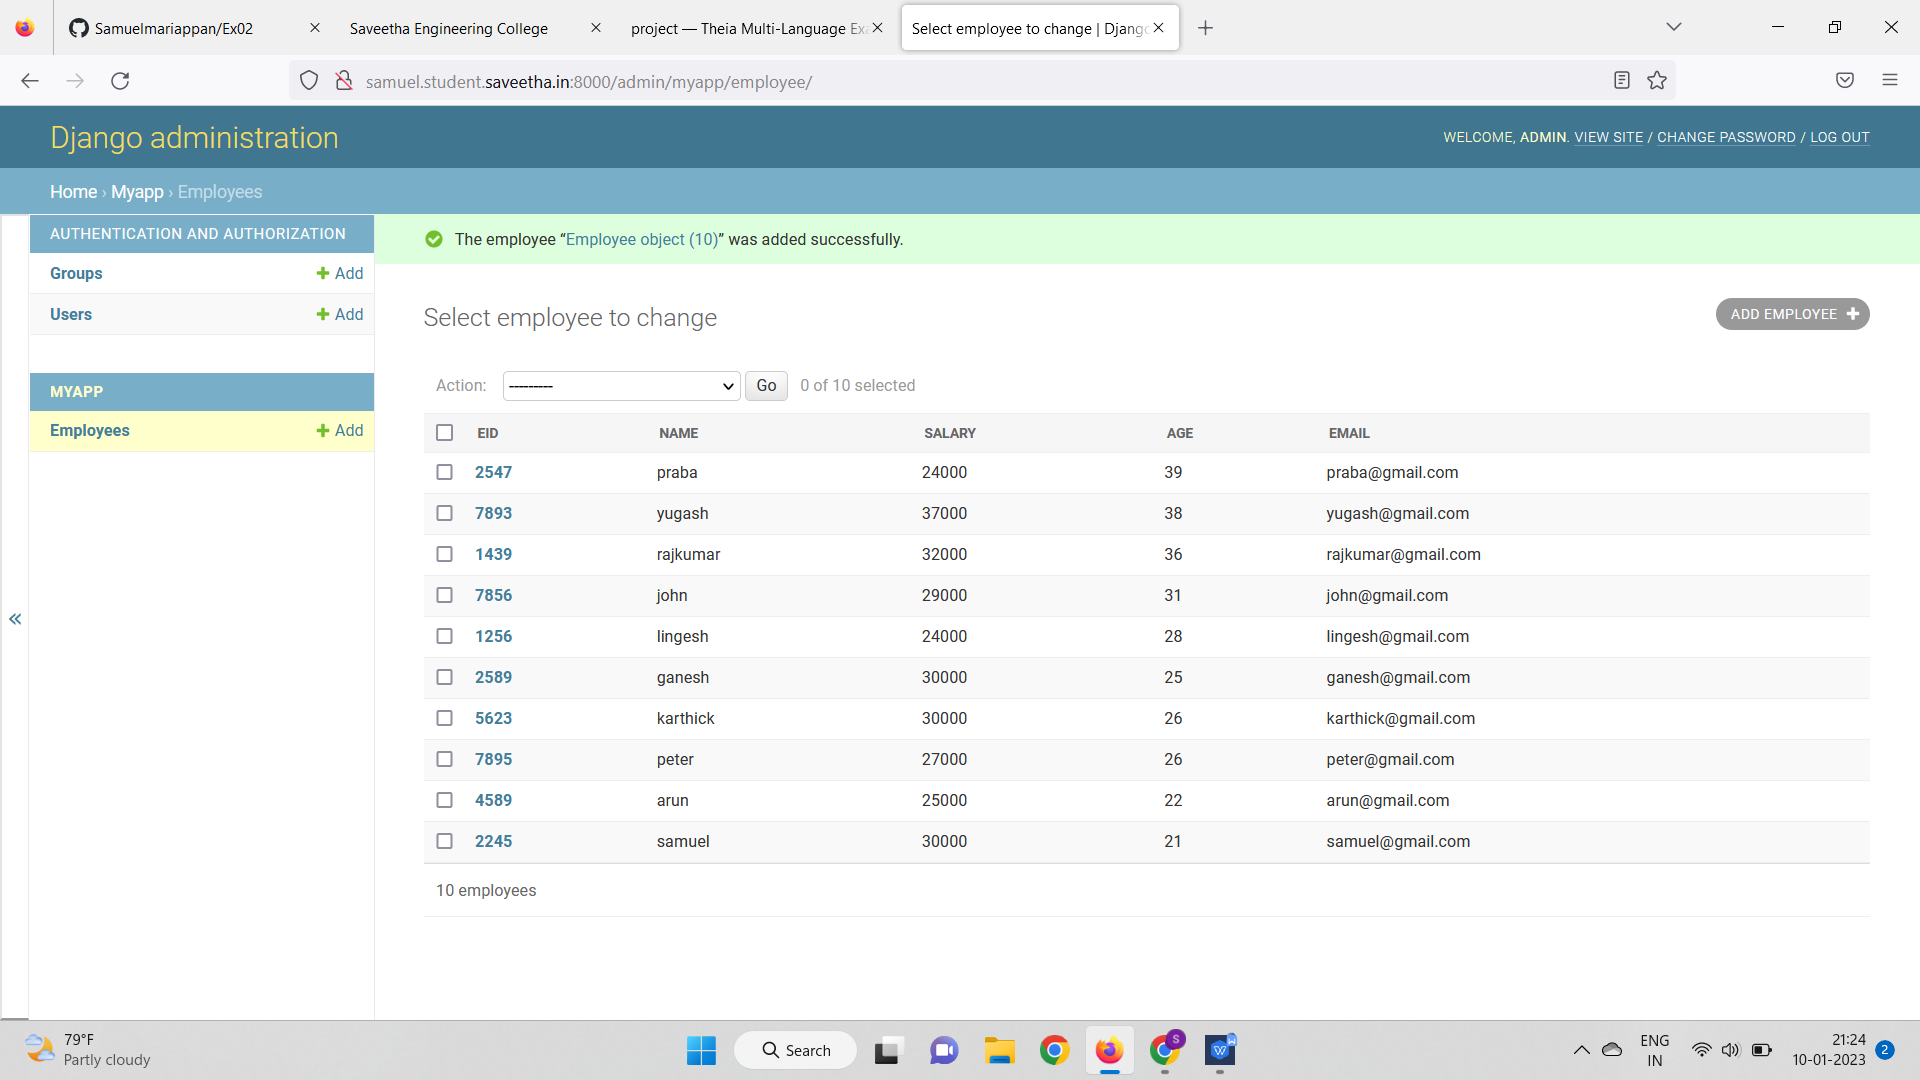 Samuelmariappan/Ex02
Saveetha Engineering College
project — Theia Multi-Language Exa
Select employee to change | Django
samuel.student.saveetha.in:8000/admin/myapp/employee/
Django administration
WELCOME, ADMIN. VIEW SITE / CHANGE PASSWORD / LOG OUT
Home › Myapp › Employees
AUTHENTICATION AND AUTHORIZATION
Groups + Add
Users + Add
MYAPP
Employees + Add
«
The employee “Employee object (10)” was added successfully.
Select employee to change
ADD EMPLOYEE +
Action: --------- Go 0 of 10 selected
EID NAME SALARY AGE EMAIL
2547 praba 24000 39 praba@gmail.com
7893 yugash 37000 38 yugash@gmail.com
1439 rajkumar 32000 36 rajkumar@gmail.com
7856 john 29000 31 john@gmail.com
1256 lingesh 24000 28 lingesh@gmail.com
2589 ganesh 30000 25 ganesh@gmail.com
5623 karthick 30000 26 karthick@gmail.com
7895 peter 27000 26 peter@gmail.com
4589 arun 25000 22 arun@gmail.com
2245 samuel 30000 21 samuel@gmail.com
10 employees
79°F
Partly cloudy
Search
S
W
ENG
IN
21:24
10-01-2023
2